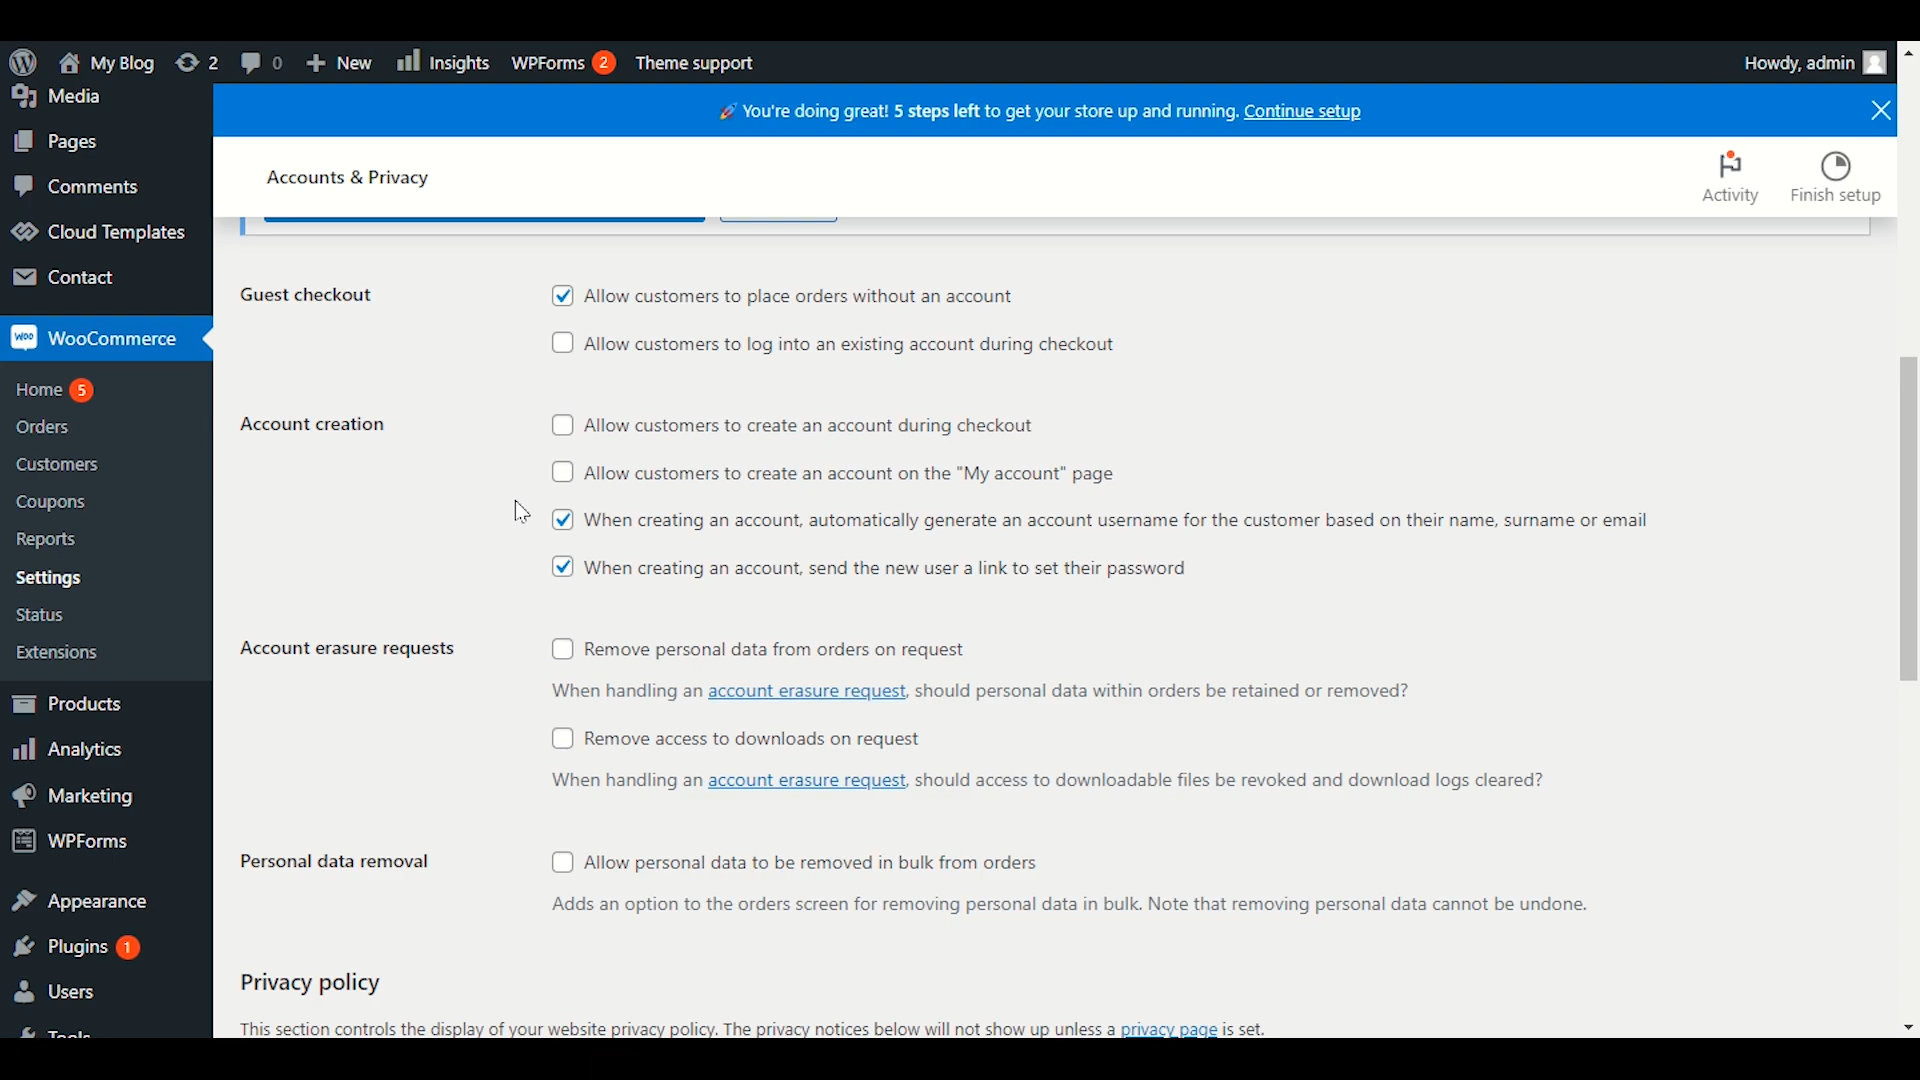 My Blog 2 0 New Insights WPForms 2 Theme support Howdy, admin
Media
Pages
Comments
Cloud Templates
Contact
WOO WooCommerce
Home 5
Orders
Customers
Coupons
Reports
Settings
Status
Extensions
Products
Analytics
Marketing
WPForms
Appearance
Plugins 1
Users
Tools
🚀 You're doing great! 5 steps left to get your store up and running. Continue setup
Accounts & Privacy
Activity
Finish setup
Guest checkout
Allow customers to place orders without an account
Allow customers to log into an existing account during checkout
Account creation
Allow customers to create an account during checkout
Allow customers to create an account on the "My account" page
When creating an account, automatically generate an account username for the customer based on their name, surname or email
When creating an account, send the new user a link to set their password
Account erasure requests
Remove personal data from orders on request
When handling an account erasure request, should personal data within orders be retained or removed?
Remove access to downloads on request
When handling an account erasure request, should access to downloadable files be revoked and download logs cleared?
Personal data removal
Allow personal data to be removed in bulk from orders
Adds an option to the orders screen for removing personal data in bulk. Note that removing personal data cannot be undone.
Privacy policy
This section controls the display of your website privacy policy. The privacy notices below will not show up unless a privacy page is set.